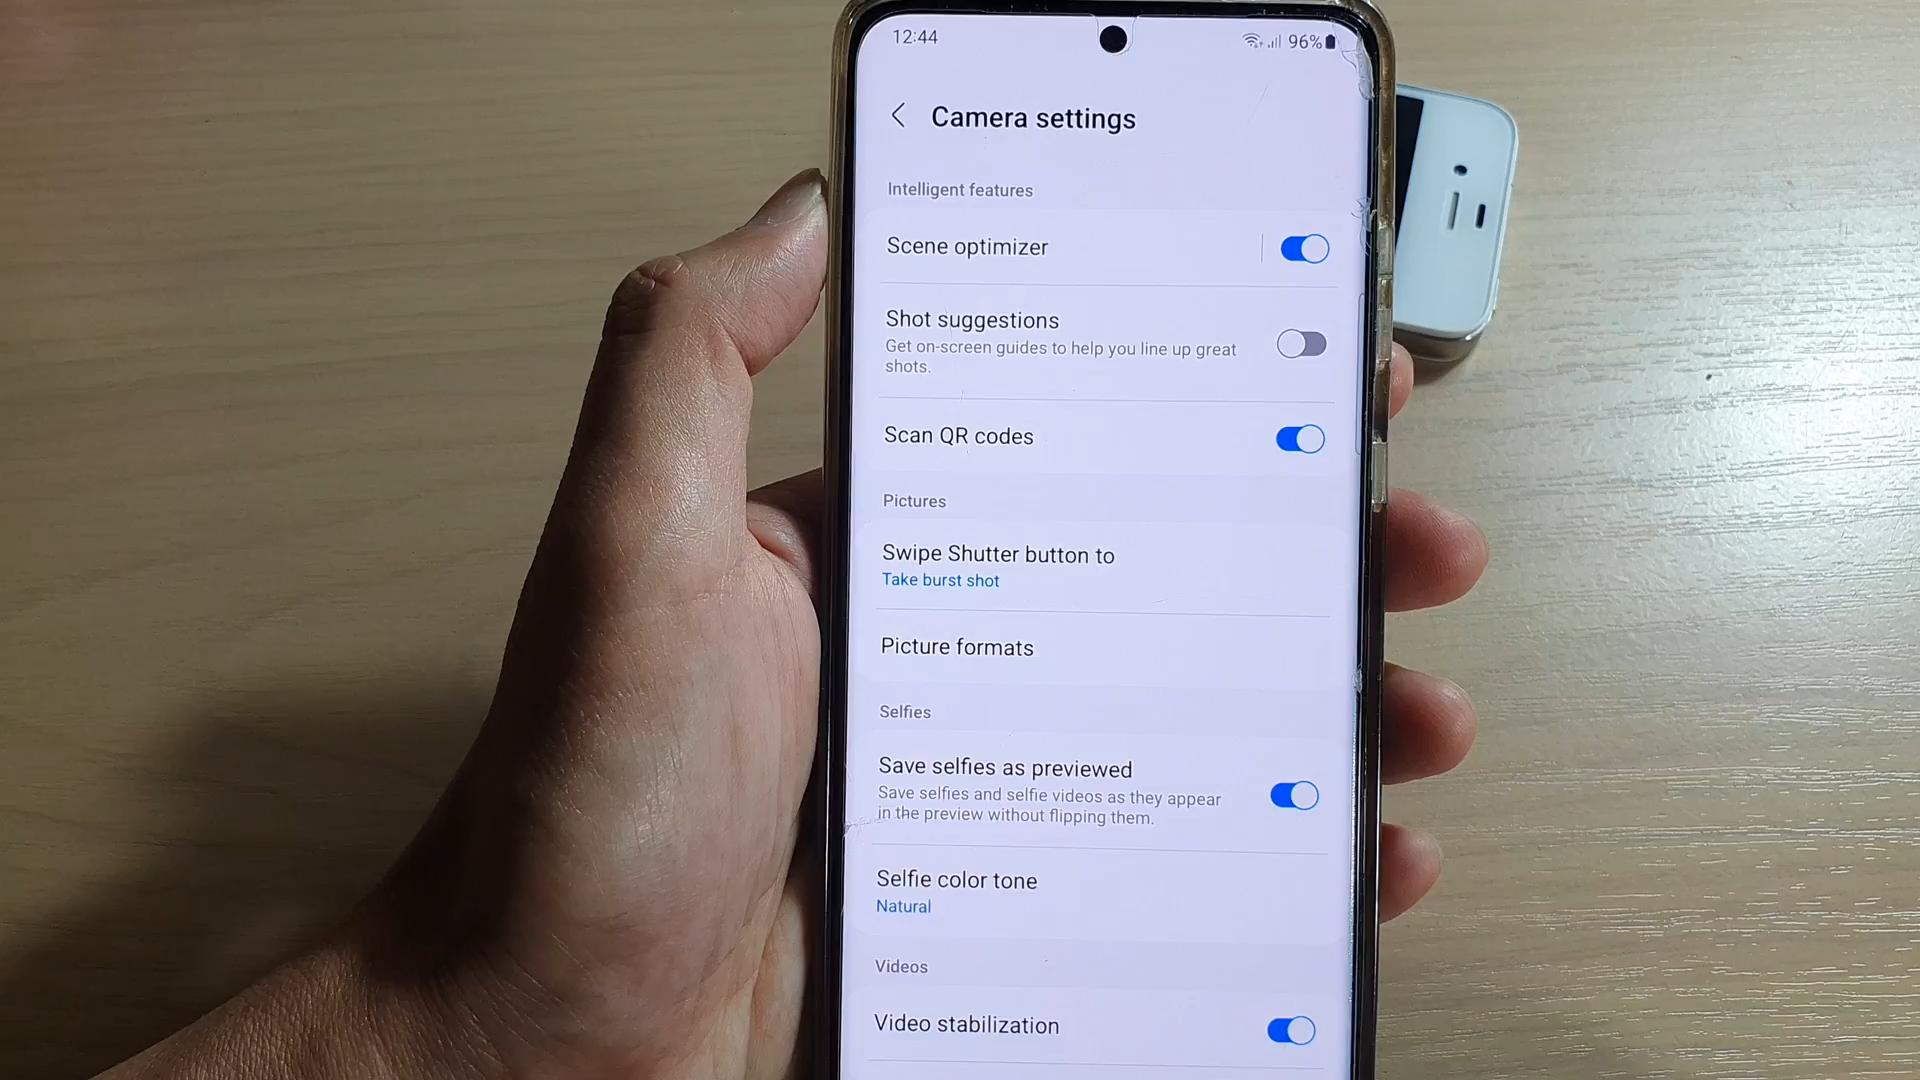 12:44
96%
Camera settings
Intelligent features
Scene optimizer
Shot suggestions
Get on-screen guides to help you line up great
shots.
Scan QR codes
Pictures
Swipe Shutter button to
Take burst shot
Picture formats
Selfies
Save selfies as previewed
Save selfies and selfie videos as they appear
in the preview without flipping them.
Selfie color tone
Natural
Videos
Video stabilization